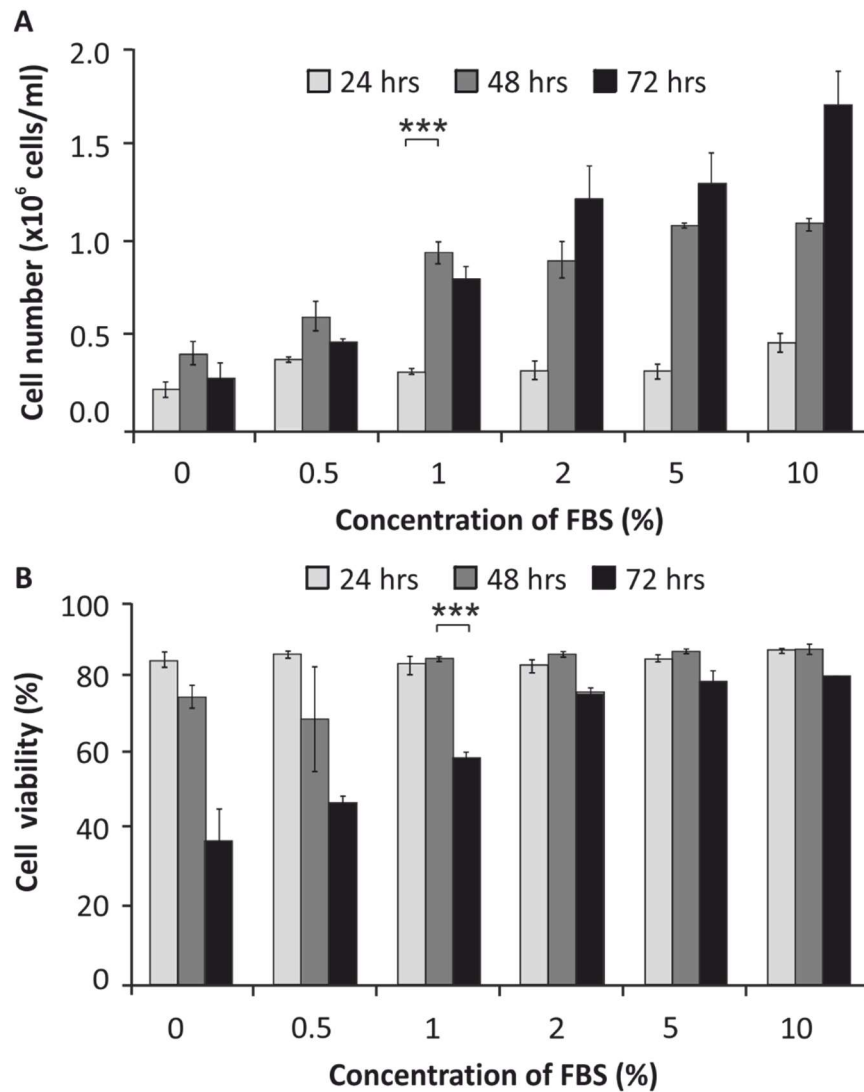 A
2.0
24 hrs 48 hrs 72 hrs
***
1.5
1.0
0.5
0.0
Cell number (x10⁶ cells/ml)
0 0.5 1 2 5 10
Concentration of FBS (%)
B
24 hrs 48 hrs 72 hrs
100
***
80
60
40
20
0
Cell viability (%)
0 0.5 1 2 5 10
Concentration of FBS (%)